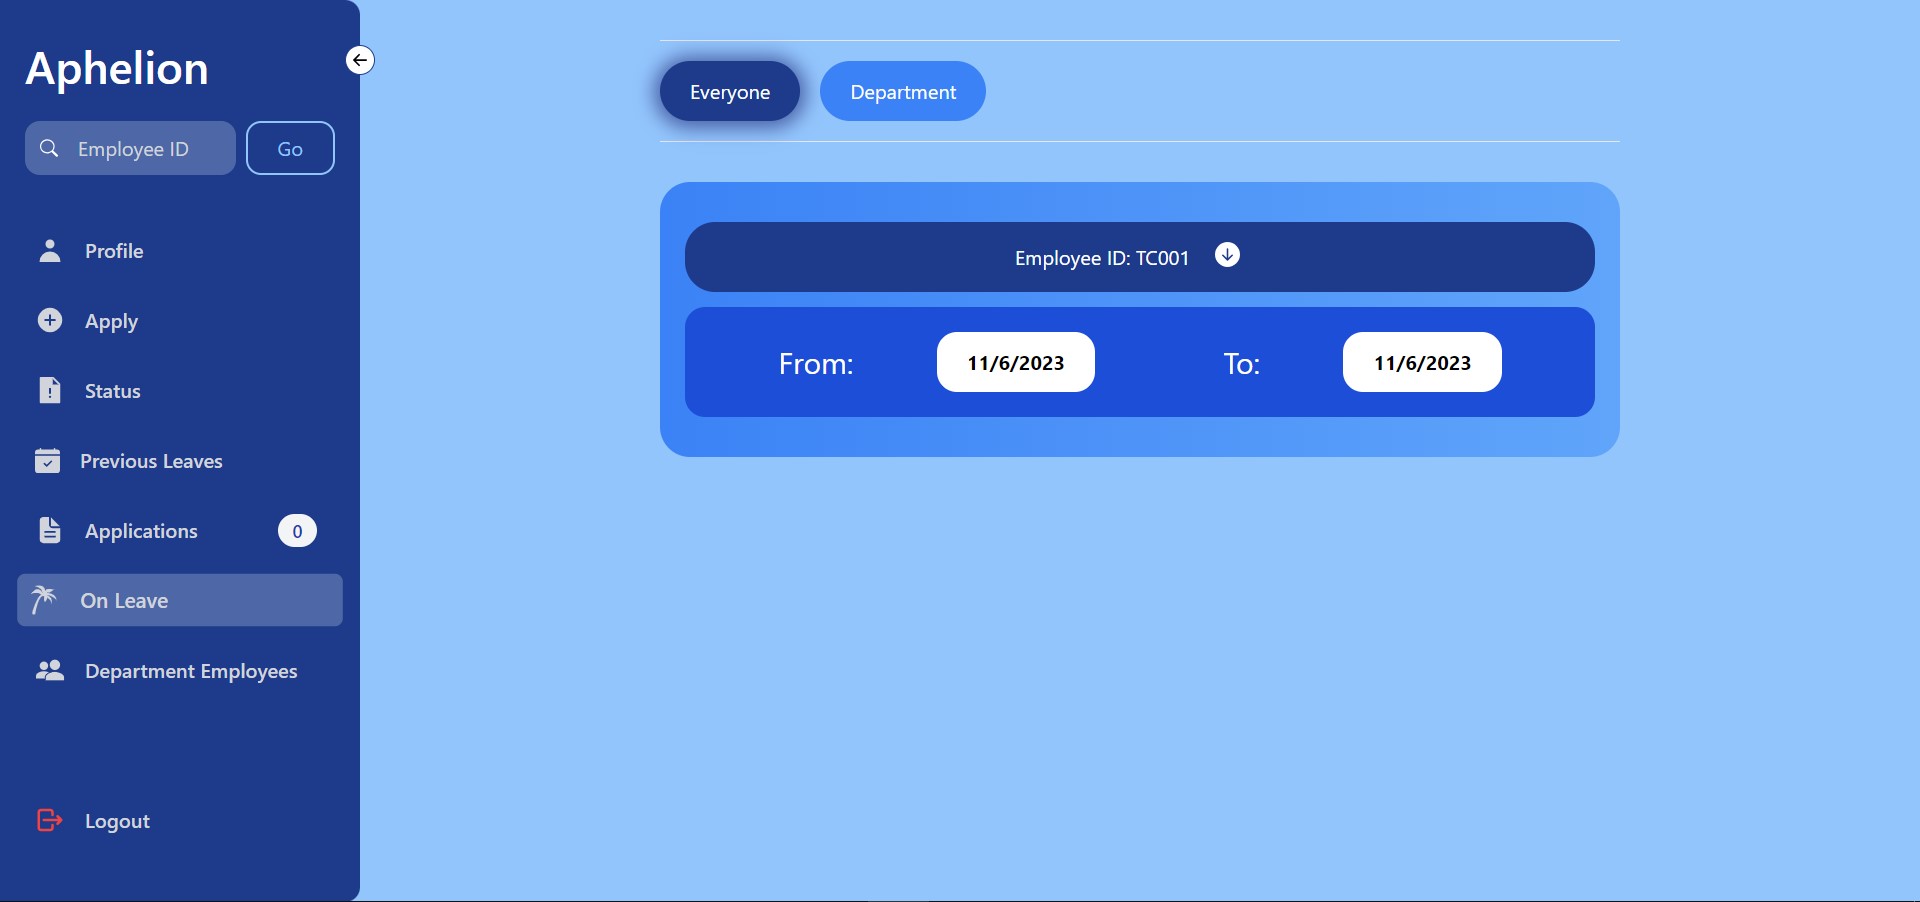 Aphelion
Employee ID
Go
Profile
Apply
Status
Previous Leaves
Applications
0
On Leave
Department Employees
Logout
Everyone
Department
Employee ID: TC001
From:
11/6/2023
To:
11/6/2023